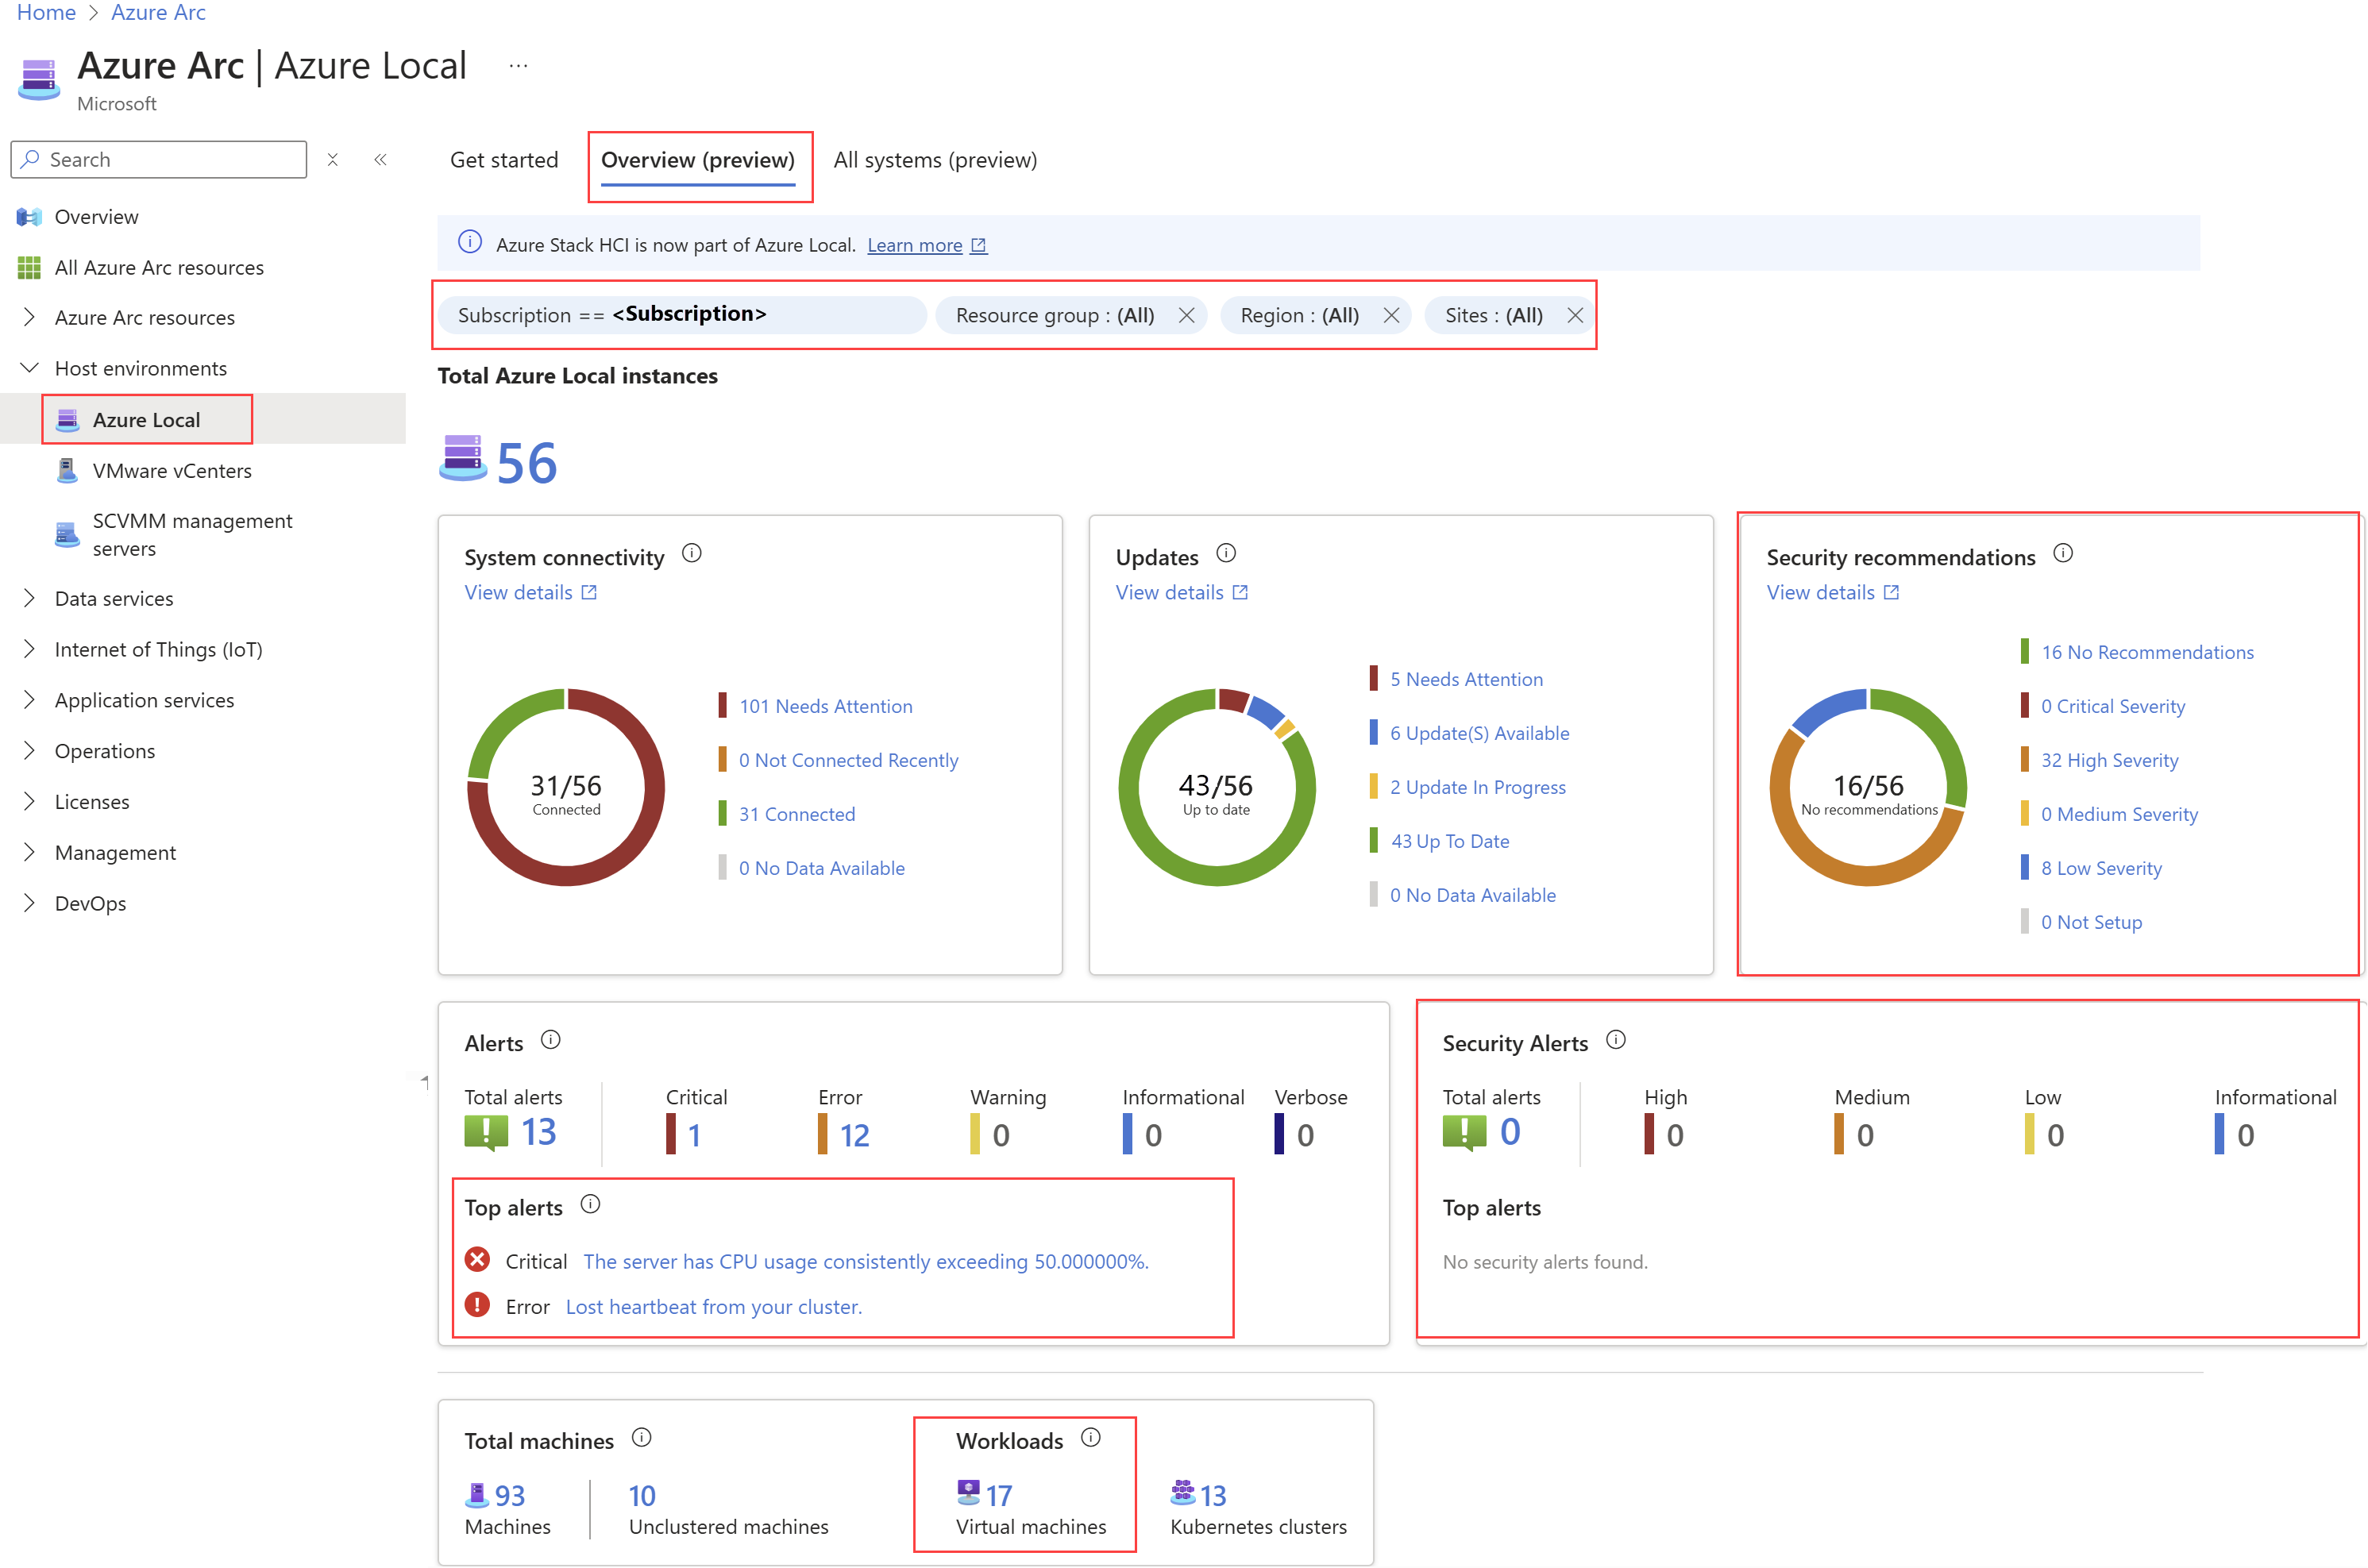 Home > Azure Arc
Azure Arc | Azure Local ...
Microsoft
Search
Overview
All Azure Arc resources
Azure Arc resources
Host environments
Azure Local
VMware vCenters
SCVMM management
servers
Data services
Internet of Things (IoT)
Application services
Operations
Licenses
Management
DevOps
Get started
Overview (preview)
All systems (preview)
Azure Stack HCI is now part of Azure Local. Learn more
Subscription == <Subscription>
Resource group : (All)
Region : (All)
Sites : (All)
Total Azure Local instances
56
System connectivity
View details
31/56
Connected
101 Needs Attention
0 Not Connected Recently
31 Connected
0 No Data Available
Updates
View details
43/56
Up to date
5 Needs Attention
6 Update(S) Available
2 Update In Progress
43 Up To Date
0 No Data Available
Security recommendations
View details
16/56
No recommendations
16 No Recommendations
0 Critical Severity
32 High Severity
0 Medium Severity
8 Low Severity
0 Not Setup
Alerts
Total alerts
13
Critical
1
Error
12
Warning
0
Informational
0
Verbose
0
Top alerts
Critical The server has CPU usage consistently exceeding 50.000000%.
Error Lost heartbeat from your cluster.
Security Alerts
Total alerts
0
High
0
Medium
0
Low
0
Informational
0
Top alerts
No security alerts found.
Total machines
93
Machines
10
Unclustered machines
Workloads
17
Virtual machines
13
Kubernetes clusters